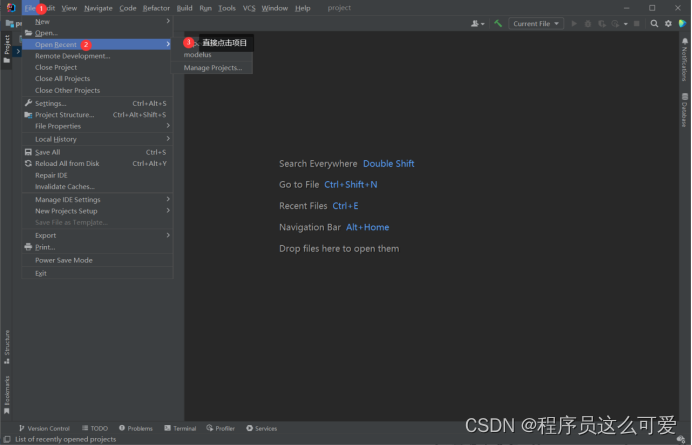 File Edit View Navigate Code Refactor Build Run Tools VCS Window Help project
1
Current File
New
Open...
Open Recent 2
3 直接点击项目
modelus
Manage Projects...
Remote Development...
Close Project
Close All Projects
Close Other Projects
Settings... Ctrl+Alt+S
Project Structure... Ctrl+Alt+Shift+S
File Properties
Local History
Save All Ctrl+S
Reload All from Disk Ctrl+Alt+Y
Repair IDE
Invalidate Caches...
Manage IDE Settings
New Projects Setup
Save File as Template...
Export
Print...
Power Save Mode
Exit
Search Everywhere Double Shift
Go to File Ctrl+Shift+N
Recent Files Ctrl+E
Navigation Bar Alt+Home
Drop files here to open them
Project
Structure
Bookmarks
Notifications
Database
Version Control TODO Problems Terminal Profiler Services
List of recently opened projects
CSDN @程序员这么可爱